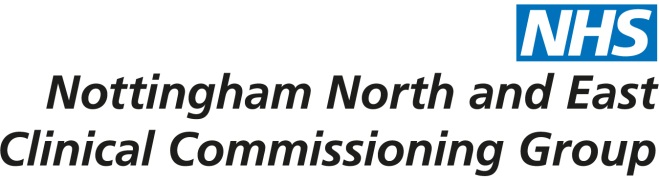 NHS
Nottingham North and East
Clinical Commissioning Group